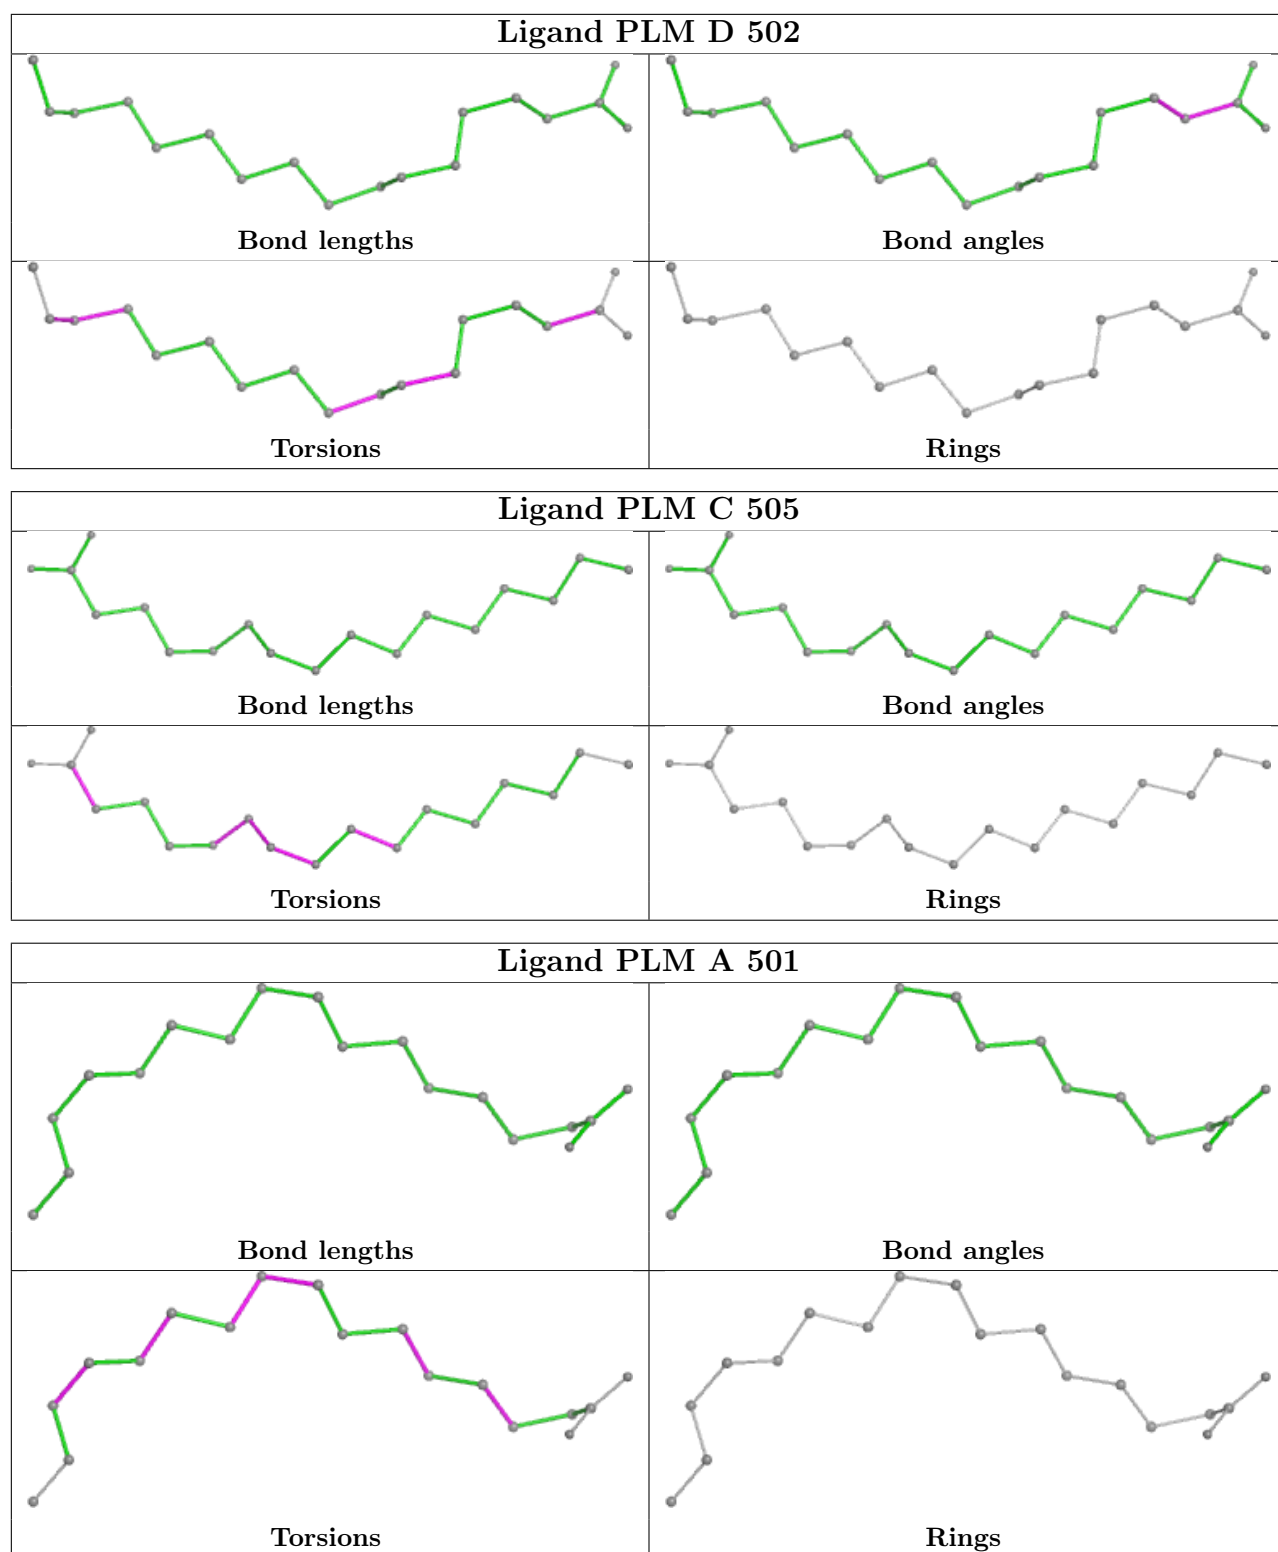 Ligand PLM D 502
Bond lengths
Bond angles
Torsions
Rings
Ligand PLM C 505
Bond lengths
Bond angles
Torsions
Rings
Ligand PLM A 501
Bond lengths
Bond angles
Torsions
Rings